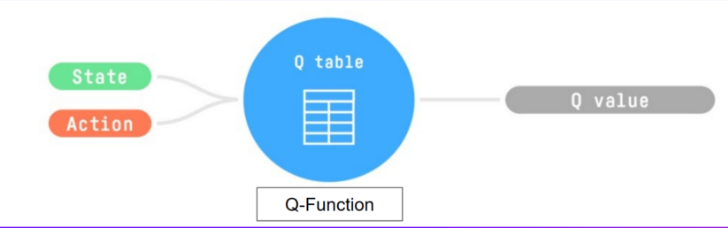 State
Action
Q table
Q value
Q-Function